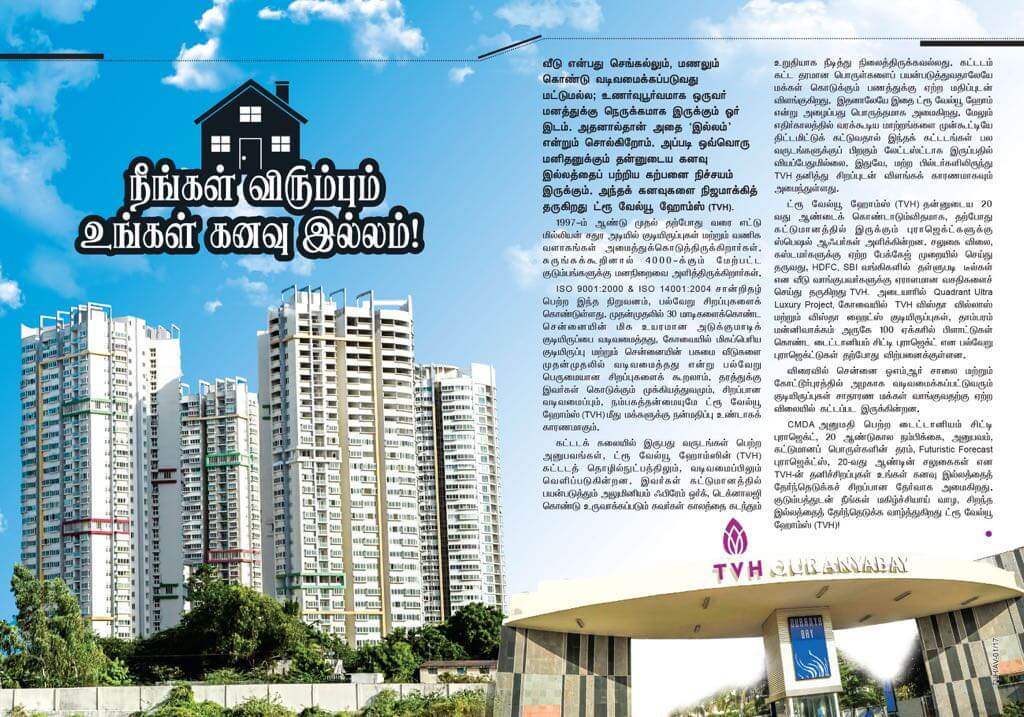 நீங்கள் விரும்பும்
உங்கள் கனவு இல்லம்!
வீடு என்பது செங்கல்லும், மணலும்
கொண்டு வடிவமைக்கப்படுவது
மட்டுமல்ல; உணர்வுபூர்வமாக ஒருவர்
மனத்துக்கு நெருக்கமாக இருக்கும் ஓர்
இடம். அதனால்தான் அதை ‘இல்லம்’
என்றும் சொல்கிறோம். அப்படி ஒவ்வொரு
மனிதனுக்கும் தன்னுடைய கனவு
இல்லத்தைப் பற்றிய கற்பனை நிச்சயம்
இருக்கும். அந்தக் கனவுகளை நிஜமாக்கித்
தருகிறது ட்ரூ வேல்யூ ஹோம்ஸ் (TVH).
1997-ம் ஆண்டு முதல் தற்போது வரை எட்டு
மில்லியன் சதுர அடியில் குடியிருப்புகள் மற்றும் வணிக
வளாகங்கள் அமைத்துக்கொடுத்திருக்கிறார்கள்.
சுருங்கக்கூறினால் 4000-க்கும் மேற்பட்ட
குடும்பங்களுக்கு மனநிறைவை அளித்திருக்கிறார்கள்.
ISO 9001:2000 & ISO 14001:2004 சான்றிதழ்
பெற்ற இந்த நிறுவனம், பல்வேறு சிறப்புகளைக்
கொண்டுள்ளது. முதன்முதலில் 30 மாடிகளைக்கொண்ட
சென்னையின் மிக உயரமான அடுக்குமாடிக்
குடியிருப்பை வடிவமைத்தது, கோவையில் மிகப்பெரிய
குடியிருப்பு மற்றும் சென்னையின் பசுமை வீடுகளை
முதன்முதலில் வடிவமைத்தது என்று பல்வேறு
பெருமையான சிறப்புகளைக் கூறலாம். தரத்துக்கு
இவர்கள் கொடுக்கும் முக்கியத்துவமும், சிறப்பான
வடிவமைப்பும், நம்பகத்தன்மையுமே ட்ரூ வேல்யூ
ஹோம்ஸ் (TVH) மீது மக்களுக்கு நன்மதிப்பு உண்டாகக்
காரணமாகும்.
கட்டடக் கலையில் இருபது வருடங்கள் பெற்ற
அனுபவங்கள், ட்ரூ வேல்யூ ஹோம்ஸின் (TVH)
கட்டடத் தொழில்நுட்பத்திலும், வடிவமைப்பிலும்
வெளிப்படுகின்றன. இவர்கள் கட்டுமானத்தில்
பயன்படுத்தும் அலுமினியம் ஃபிரேம் ஒர்க், டெக்னாலஜி
கொண்டு உருவாக்கப்படும் சுவர்கள் காலத்தை கடந்தும்
உறுதியாக நீடித்து நிலைத்திருக்கவல்லது. கட்டடம்
கட்ட தரமான பொருள்களைப் பயன்படுத்துவதாலேயே
மக்கள் கொடுக்கும் பணத்துக்கு ஏற்ற மதிப்புடன்
விளங்குகிறது. இதனாலேயே இதை ட்ரூ வேல்யூ ஹோம்
என்று அழைப்பது பொருத்தமாக அமைகிறது. மேலும்
எதிர்காலத்தில் வரக்கூடிய மாற்றங்களை முன்கூட்டியே
திட்டமிட்டுக் கட்டுவதால் இந்தக் கட்டடங்கள் பல
வருடங்களுக்குப் பிறகும் லேட்டஸ்ட்டாக இருப்பதில்
வியப்பேதுமில்லை. இதுவே, மற்ற பில்டர்களிலிருந்து
TVH தனித்து சிறப்புடன் விளங்கக் காரணமாகவும்
அமைந்துள்ளது.
ட்ரூ வேல்யூ ஹோம்ஸ் (TVH) தன்னுடைய 20
வது ஆண்டைக் கொண்டாடும்விதமாக, தற்போது
கட்டுமானத்தில் இருக்கும் புராஜெக்ட்களுக்கு
ஸ்பெஷல் ஆஃபர்கள் அளிக்கின்றன. சலுகை விலை,
கஸ்டமர்களுக்கு ஏற்ற பேக்கேஜ் முறையில் செய்து
தருவது, HDFC, SBI வங்கிகளில் தள்ளுபடி டீல்கள்
என வீடு வாங்குபவர்களுக்கு ஏராளமான வசதிகளைச்
செய்து தருகிறது TVH. அடையாரில் Quadrant Ultra
Luxury Project, கோவையில் TVH விஸ்தா வில்லாஸ்
மற்றும் விஸ்தா ஹைட்ஸ் குடியிருப்புகள், தாம்பரம்
மண்ணிவாக்கம் அருகே 100 ஏக்கரில் பிளாட்டுகள்
கொண்ட டைட்டானியம் சிட்டி புராஜெக்ட் என பல்வேறு
புராஜெக்ட்டுகள் தற்போது விற்பனைக்குள்ளன.
விரைவில் சென்னை ஓஎம்ஆர் சாலை மற்றும்
கோட்டூர்புரத்தில் அழகாக வடிவமைக்கப்பட்டுவரும்
குடியிருப்புகள் சாதாரண மக்கள் வாங்குவதற்கு ஏற்ற
விலையில் கட்டப்பட இருக்கின்றன.
CMDA அனுமதி பெற்ற டைட்டானியம் சிட்டி
புராஜெக்ட், 20 ஆண்டுகால நம்பிக்கை, அனுபவம்,
கட்டுமானப் பொருள்களின் தரம், Futuristic Forecast
புராஜெக்ட்ஸ், 20-வது ஆண்டின் சலுகைகள் என
TVH-ன் தனிச்சிறப்புகள் உங்கள் கனவு இல்லத்தைத்
தேர்ந்தெடுக்கச் சிறப்பான தேர்வாக அமைகிறது.
குடும்பத்துடன் நீங்கள் மகிழ்ச்சியாய் வாழ, சிறந்த
இல்லத்தைத் தேர்ந்தெடுக்க வாழ்த்துகிறது ட்ரூ வேல்யூ
ஹோம்ஸ் (TVH)!
TVH OURANYABAY
OURANYA
BAY